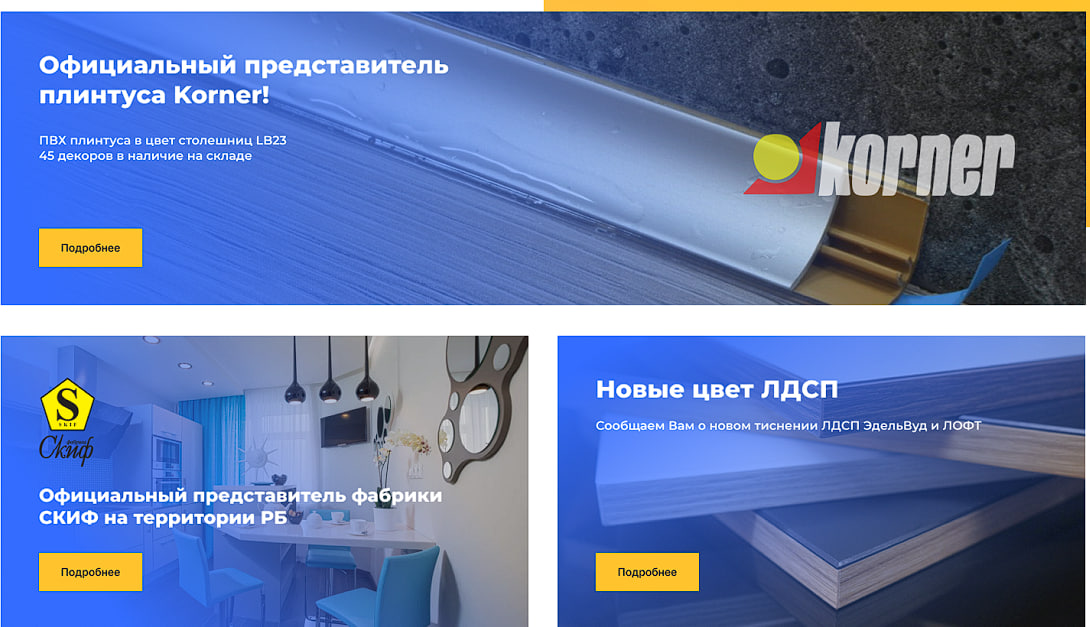 Официальный представитель
плинтуса Korner!
ПВХ плинтуса в цвет столешниц LB23
45 декоров в наличие на складе
korner
Подробнее
S
SKIF
фабрика
Скиф
Официальный представитель фабрики
СКИФ на территории РБ
Подробнее
Новые цвет ЛДСП
Сообщаем Вам о новом тиснении ЛДСП ЭдельВуд и ЛОФТ
Подробнее